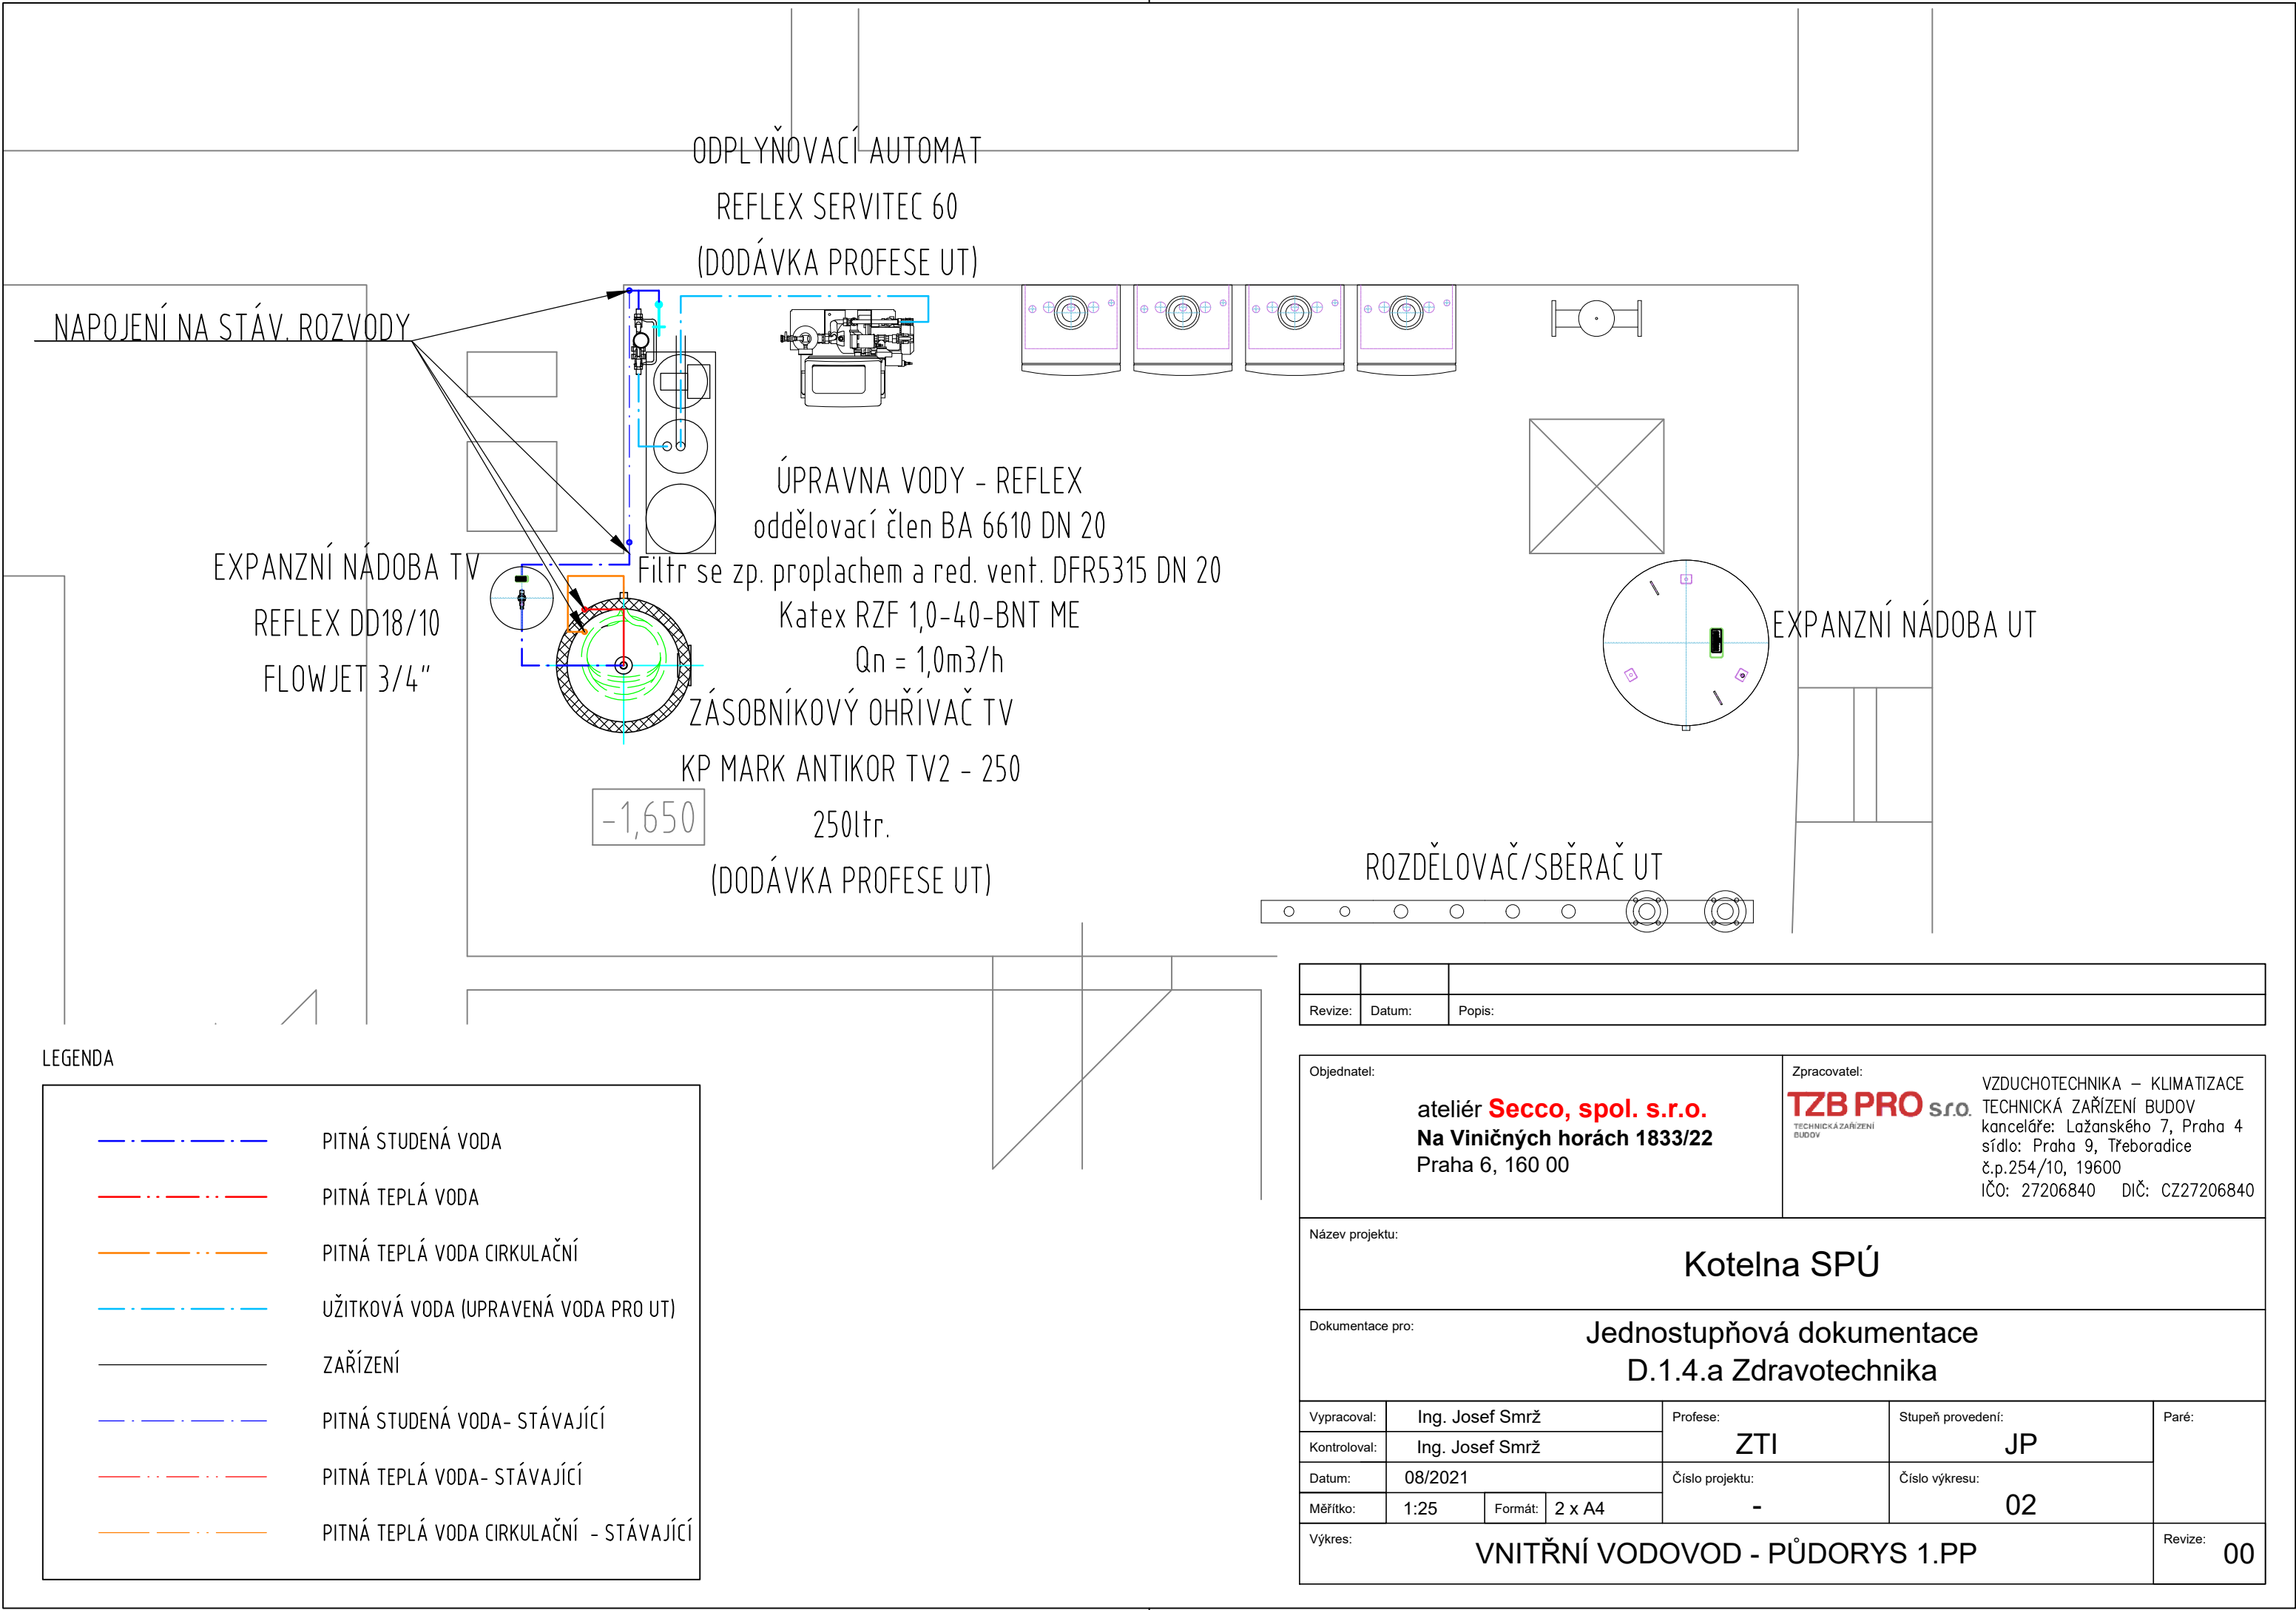 ODPLYŇOVACÍ AUTOMAT
REFLEX SERVITEC 60
(DODÁVKA PROFESE UT)
NAPOJENÍ NA STÁV. ROZVODY
ÚPRAVNA VODY - REFLEX
oddělovací člen BA 6610 DN 20
Filtr se zp. proplachem a red. vent. DFR5315 DN 20
Katex RZF 1,0-40-BNT ME
Qn = 1,0m3/h
EXPANZNÍ NÁDOBA TV
REFLEX DD18/10
FLOWJET 3/4"
EXPANZNÍ NÁDOBA UT
ZÁSOBNÍKOVÝ OHŘÍVAČ TV
KP MARK ANTIKOR TV2 - 250
250ltr.
(DODÁVKA PROFESE UT)
-1,650
ROZDĚLOVAČ/SBĚRAČ UT
LEGENDA
PITNÁ STUDENÁ VODA
PITNÁ TEPLÁ VODA
PITNÁ TEPLÁ VODA CIRKULAČNÍ
UŽITKOVÁ VODA (UPRAVENÁ VODA PRO UT)
ZAŘÍZENÍ
PITNÁ STUDENÁ VODA- STÁVAJÍCÍ
PITNÁ TEPLÁ VODA- STÁVAJÍCÍ
PITNÁ TEPLÁ VODA CIRKULAČNÍ - STÁVAJÍCÍ
Revize: Datum: Popis:
Objednatel:
ateliér Secco, spol. s.r.o.
Na Viničných horách 1833/22
Praha 6, 160 00
Zpracovatel:
TZB PRO s.r.o.
TECHNICKÁ ZAŘÍZENÍ
BUDOV
VZDUCHOTECHNIKA – KLIMATIZACE
TECHNICKÁ ZAŘÍZENÍ BUDOV
kanceláře: Lažanského 7, Praha 4
sídlo: Praha 9, Třeboradice
č.p.254/10, 19600
IČO: 27206840 DIČ: CZ27206840
Název projektu:
Kotelna SPÚ
Dokumentace pro:
Jednostupňová dokumentace
D.1.4.a Zdravotechnika
Vypracoval: Ing. Josef Smrž
Kontroloval: Ing. Josef Smrž
Datum: 08/2021
Měřítko: 1:25 Formát: 2 x A4
Profese:
ZTI
Stupeň provedení:
JP
Paré:
Číslo projektu:
-
Číslo výkresu:
02
Výkres:
VNITŘNÍ VODOVOD - PŮDORYS 1.PP
Revize: 00